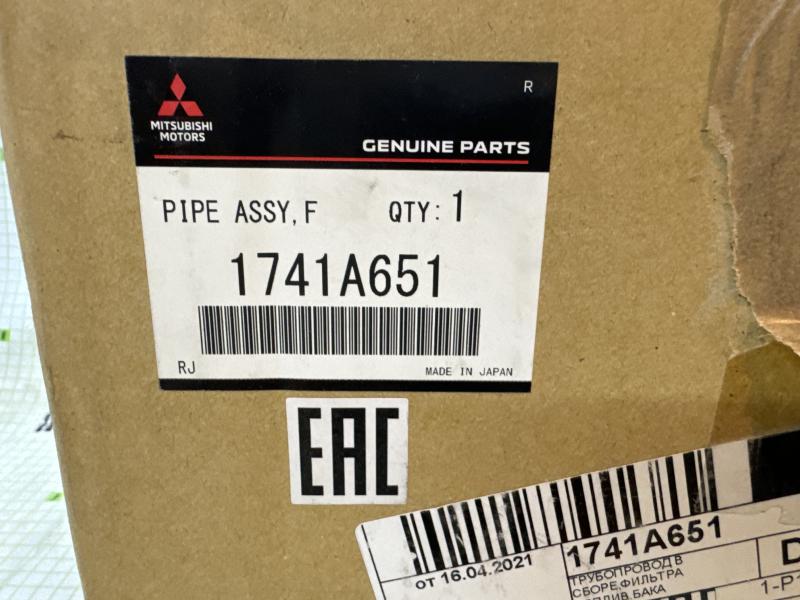 R
MITSUBISHI
MOTORS
GENUINE PARTS
PIPE ASSY,F QTY: 1
1741A651
RJ MADE IN JAPAN
EAC
1741A651
от 16.04.2021
ТРУБОПРОВОД В
СБОРЕ,ФИЛЬТРА
БАКА